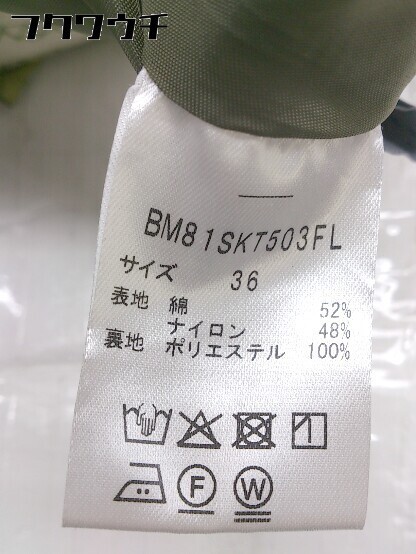 フクワウチ
BM81SKT503FL
サイズ 36
表地 綿 52%
ナイロン 48%
裏地 ポリエステル 100%
F W